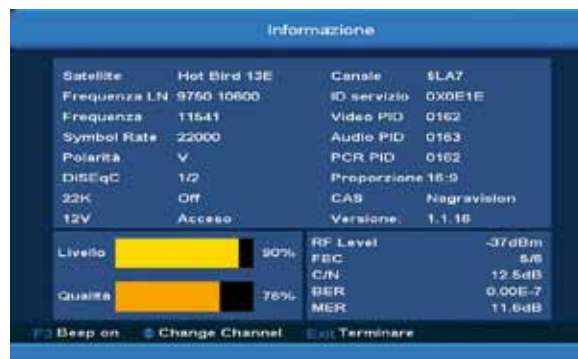 Informazione
Satellite Hot Bird 13E
Frequenza LN 9750 10600
Frequenza 11541
Symbol Rate 22000
Polarità V
DiSEqC 1/2
22K Off
12V Acceso
Canale $LA7
ID servizio 0X0E1E
Video PID 0162
Audio PID 0163
PCR PID 0162
Proporzione 16:9
CAS Nagravision
Versione. 1.1.16
Livello 90%
Qualità 76%
RF Level -37dBm
FEC 5/6
C/N 12.5dB
BER 0.00E-7
MER 11.6dB
F3 Beep on Change Channel Exit Terminare